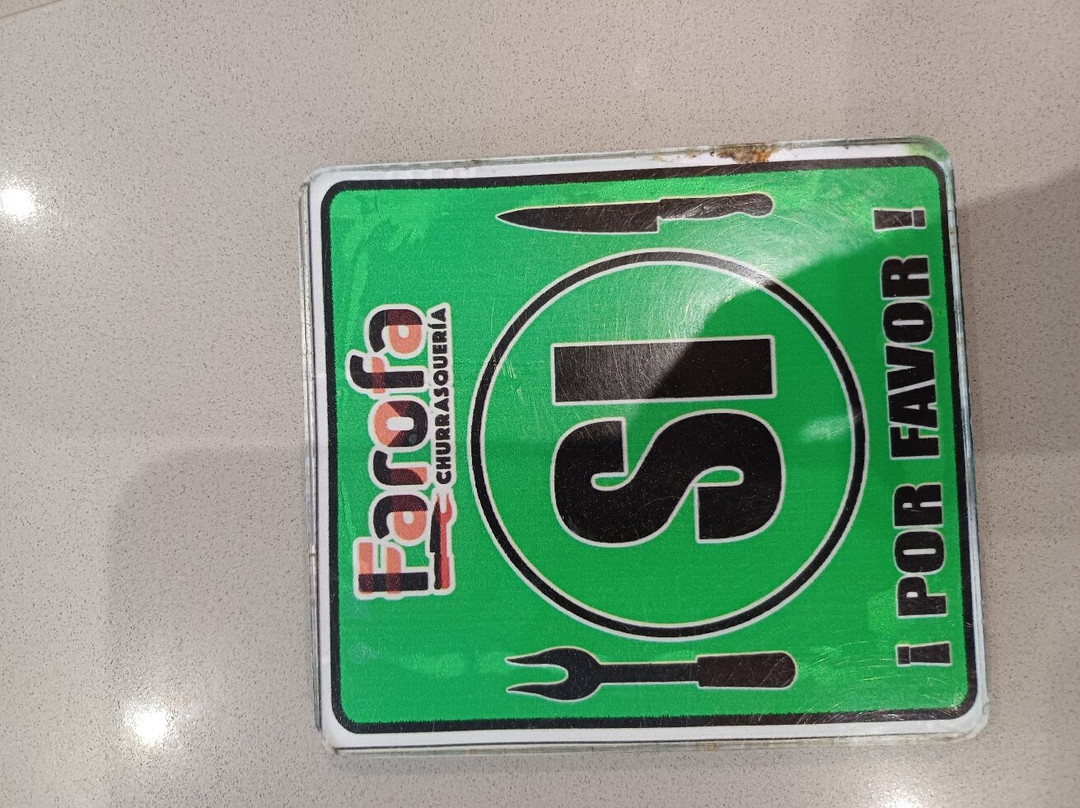 Farofa
CHURRASQUERÍA
SI
¡ POR FAVOR !